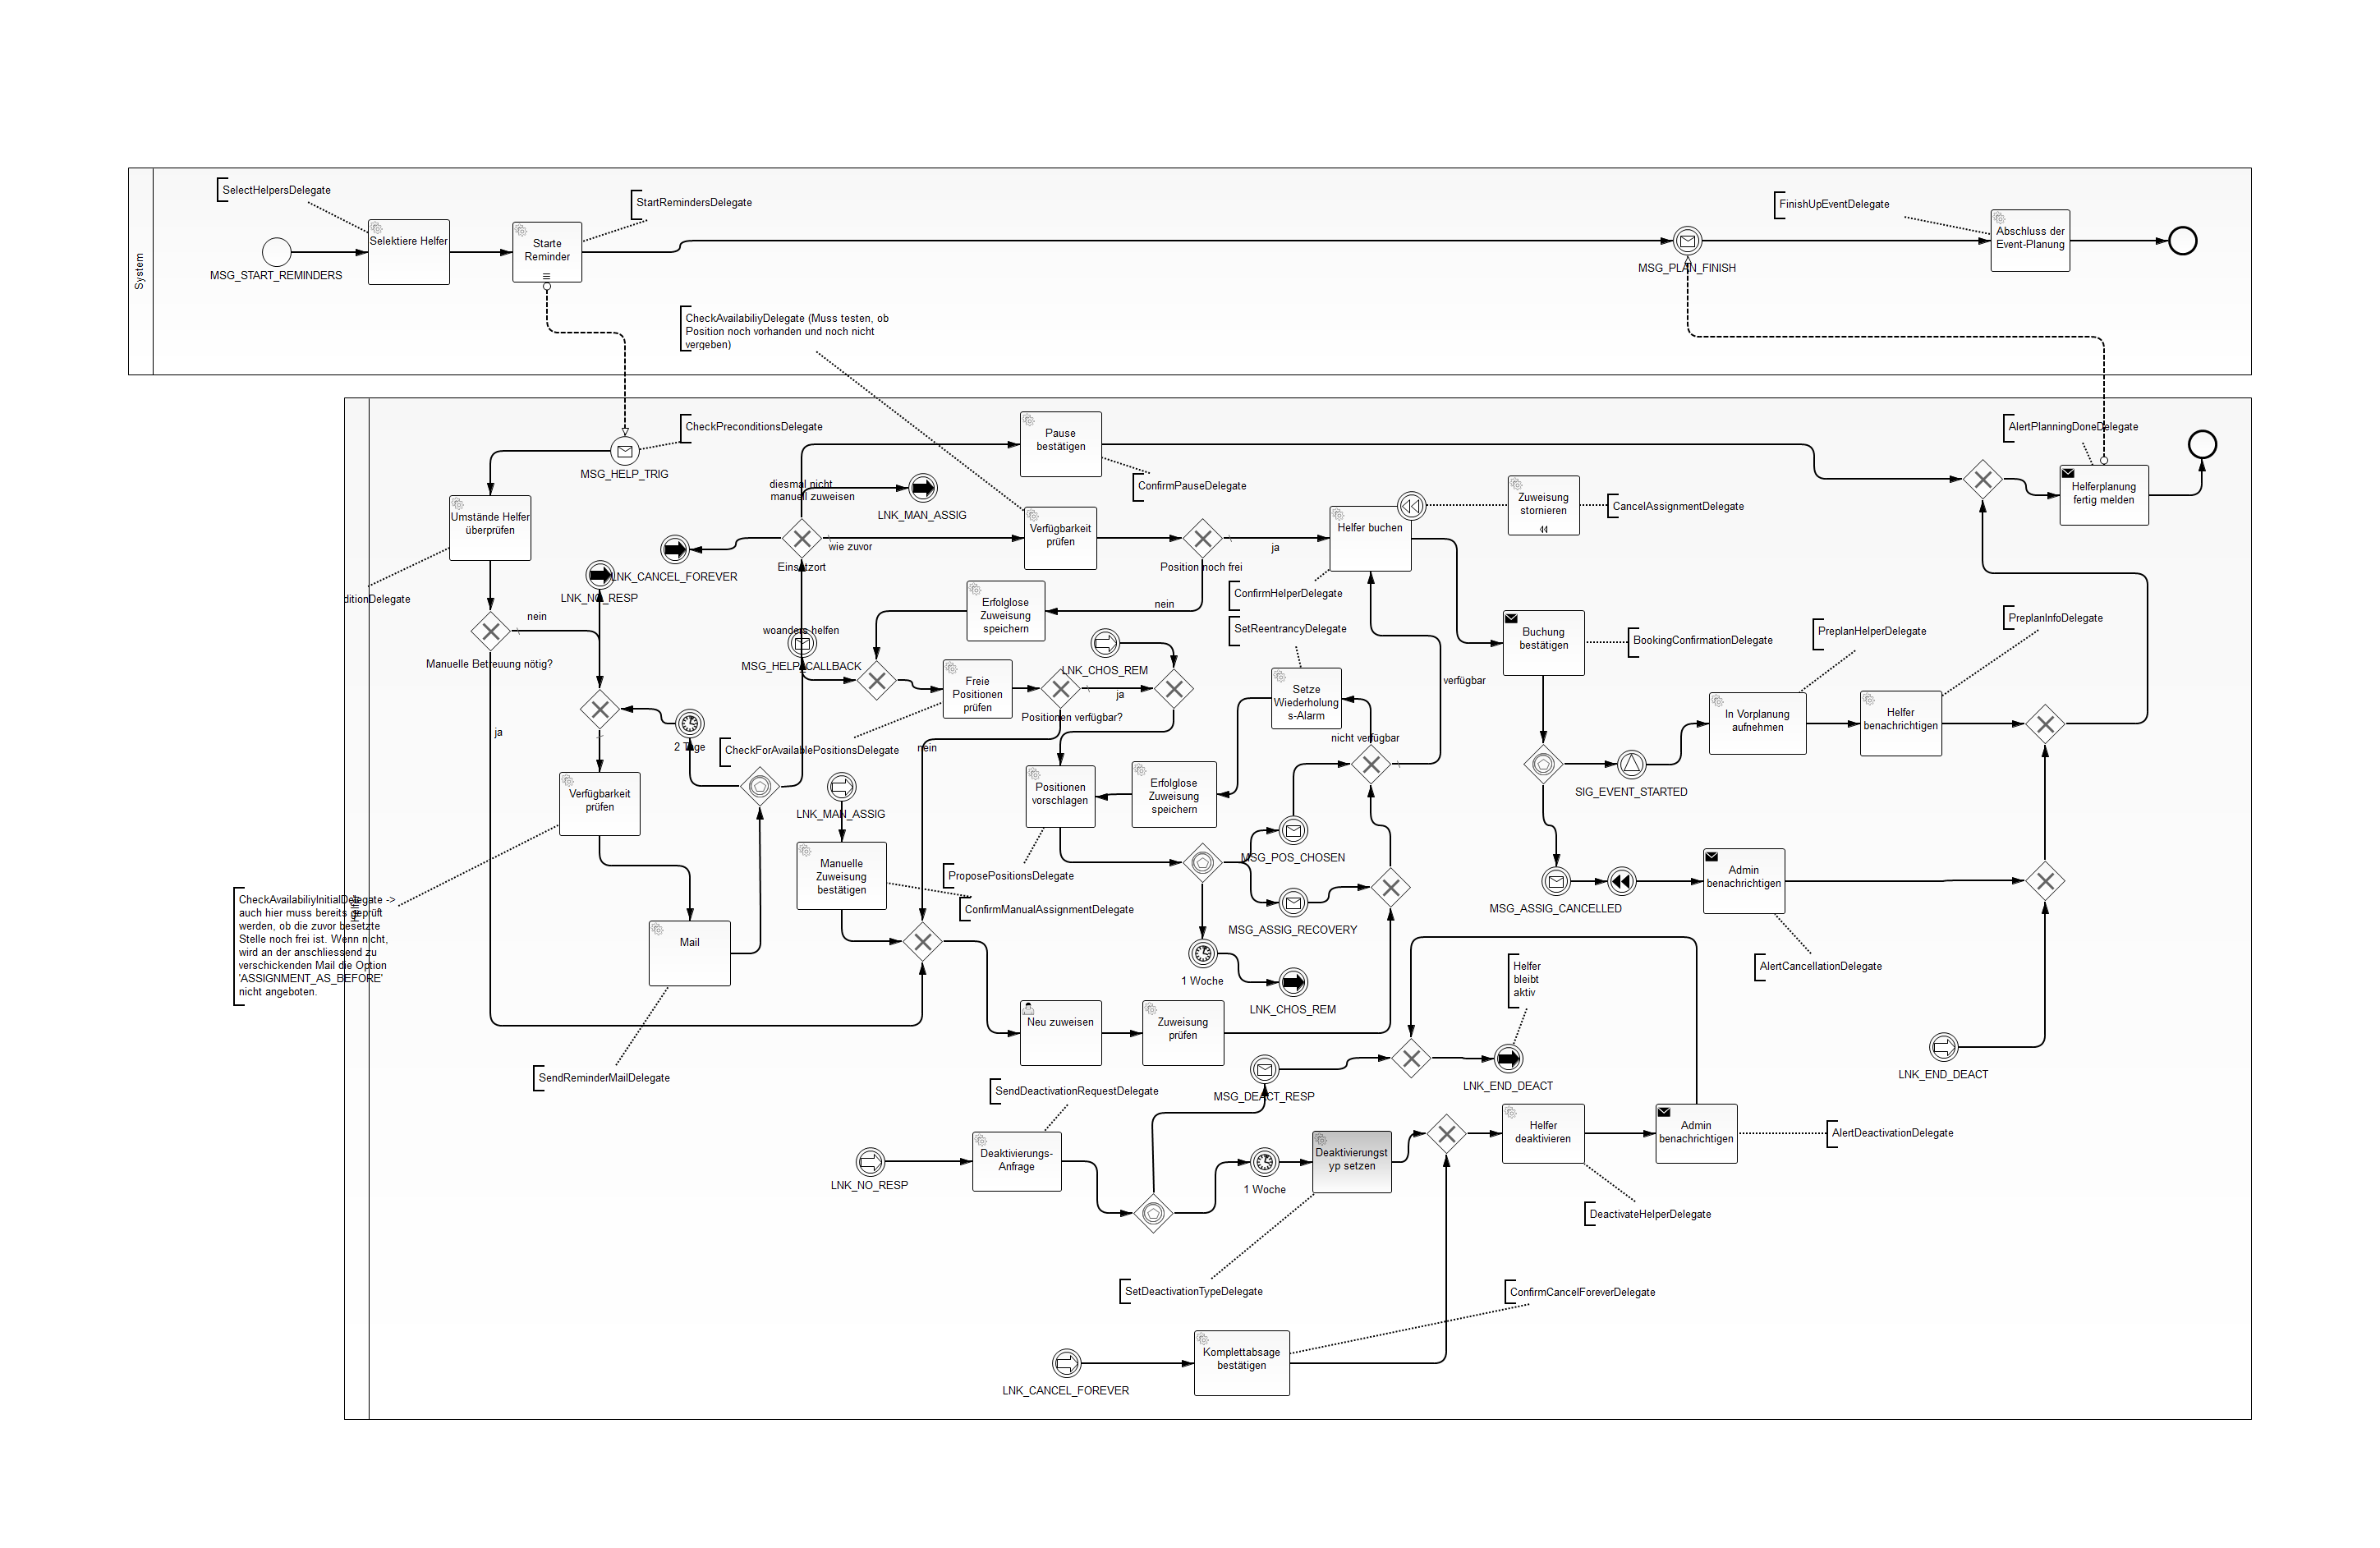 System
SelectHelpersDelegate
MSG_START_REMINDERS
Selektiere Helfer
Starte
Reminder
StartRemindersDelegate
MSG_PLAN_FINISH
FinishUpEventDelegate
Abschluss der
Event-Planung
CheckAvailabiliyDelegate (Muss testen, ob
Position noch vorhanden und noch nicht
vergeben)
Helfer
MSG_HELP_TRIG
CheckPreconditionsDelegate
Pause
bestätigen
ConfirmPauseDelegate
AlertPlanningDoneDelegate
Helferplanung
fertig melden
diesmal nicht
manuell zuweisen
LNK_MAN_ASSIG
Umstände Helfer
überprüfen
ditionDelegate
LNK_CANCEL_FOREVER
LNK_NO_RESP
Einsatzort
wie zuvor
Verfügbarkeit
prüfen
Position noch frei
ja
nein
Helfer buchen
Zuweisung
stornieren
CancelAssignmentDelegate
ConfirmHelperDelegate
SetReentrancyDelegate
Erfolglose
Zuweisung
speichern
nein
Manuelle Betreuung nötig?
ja
woanders helfen
MSG_HELP_CALLBACK
LNK_CHOS_REM
Freie
Positionen
prüfen
ja
Positionen verfügbar?
nein
Setze
Wiederholung
s-Alarm
nicht verfügbar
verfügbar
Buchung
bestätigen
BookingConfirmationDelegate
PreplanHelperDelegate
PreplanInfoDelegate
In Vorplanung
aufnehmen
Helfer
benachrichtigen
2 Tage
CheckForAvailablePositionsDelegate
Verfügbarkeit
prüfen
LNK_MAN_ASSIG
Positionen
vorschlagen
Erfolglose
Zuweisung
speichern
SIG_EVENT_STARTED
Manuelle
Zuweisung
bestätigen
ProposePositionsDelegate
ConfirmManualAssignmentDelegate
MSG_POS_CHOSEN
MSG_ASSIG_RECOVERY
1 Woche
LNK_CHOS_REM
MSG_ASSIG_CANCELLED
Admin
benachrichtigen
AlertCancellationDelegate
CheckAvailabiliyInitialDelegate ->
auch hier muss bereits geprüft
werden, ob die zuvor besetzte
Stelle noch frei ist. Wenn nicht,
wird an der anschliessend zu
verschickenden Mail die Option
'ASSIGNMENT_AS_BEFORE'
nicht angeboten.
Mail
SendReminderMailDelegate
Neu zuweisen
Zuweisung
prüfen
Helfer
bleibt
aktiv
LNK_END_DEACT
LNK_END_DEACT
MSG_DEACT_RESP
SendDeactivationRequestDelegate
LNK_NO_RESP
Deaktivierungs-
Anfrage
1 Woche
Deaktivierungst
yp setzen
Helfer
deaktivieren
Admin
benachrichtigen
AlertDeactivationDelegate
DeactivateHelperDelegate
SetDeactivationTypeDelegate
ConfirmCancelForeverDelegate
LNK_CANCEL_FOREVER
Komplettabsage
bestätigen